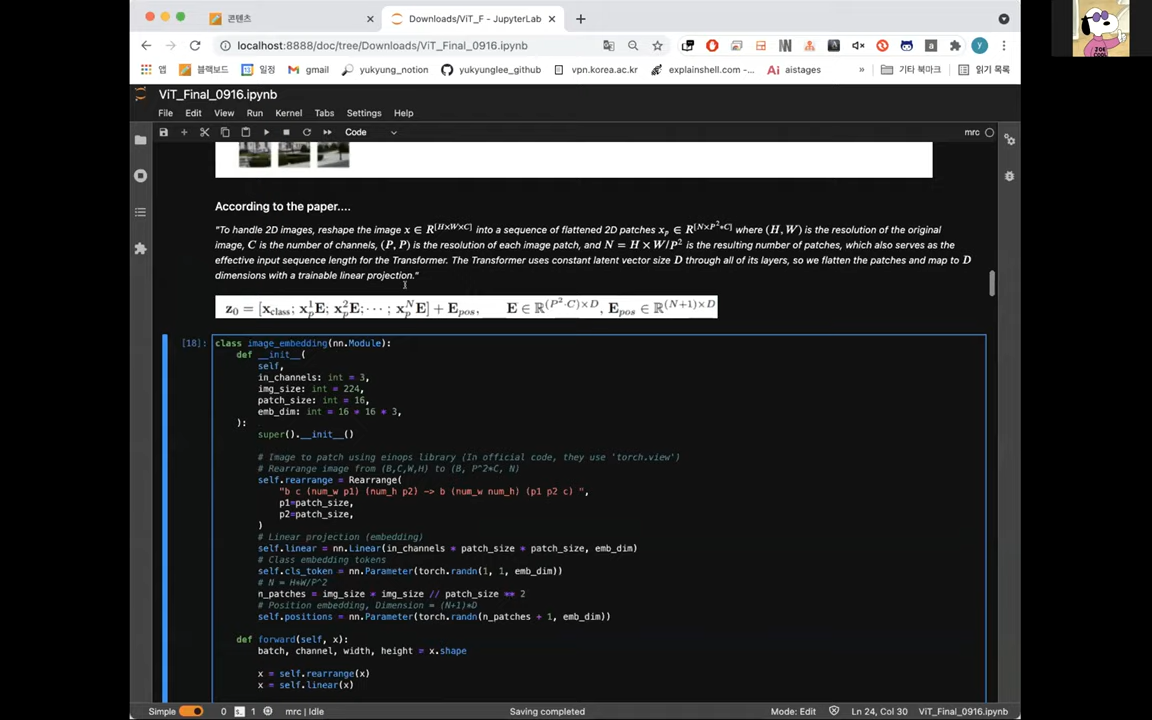 콘텐츠
Downloads/ViT_F - JupyterLab
localhost:8888/doc/tree/Downloads/ViT_Final_0916.ipynb
앱 블랙보드 일정 gmail yukyung_notion yukyunglee_github vpn.korea.ac.kr explainshell.com -... Ai aistages » 기타 북마크 읽기 목록
ViT_Final_0916.ipynb
File Edit View Run Kernel Tabs Settings Help
Code mrc
According to the paper....
"To handle 2D images, reshape the image x ∈ R^[H×W×C] into a sequence of flattened 2D patches x_p ∈ R^[N×P²*C] where (H, W) is the resolution of the original
image, C is the number of channels, (P, P) is the resolution of each image patch, and N = H × W/P² is the resulting number of patches, which also serves as the
effective input sequence length for the Transformer. The Transformer uses constant latent vector size D through all of its layers, so we flatten the patches and map to D
dimensions with a trainable linear projection."
z₀ = [x_class; x_p^1 E; x_p^2 E; ··· ; x_p^N E] + E_pos, E ∈ ℝ^(P²·C)×D, E_pos ∈ ℝ^(N+1)×D
[18]: class image_embedding(nn.Module):
def __init__(
self,
in_channels: int = 3,
img_size: int = 224,
patch_size: int = 16,
emb_dim: int = 16 * 16 * 3,
):
super().__init__()
# Image to patch using einops library (In official code, they use 'torch.view')
# Rearrange image from (B,C,W,H) to (B, P^2*C, N)
self.rearrange = Rearrange(
"b c (num_w p1) (num_h p2) -> b (num_w num_h) (p1 p2 c) ",
p1=patch_size,
p2=patch_size,
)
# Linear projection (embedding)
self.linear = nn.Linear(in_channels * patch_size * patch_size, emb_dim)
# Class embedding tokens
self.cls_token = nn.Parameter(torch.randn(1, 1, emb_dim))
# N = H*W/P^2
n_patches = img_size * img_size // patch_size ** 2
# Position embedding, Dimension = (N+1)*D
self.positions = nn.Parameter(torch.randn(n_patches + 1, emb_dim))
def forward(self, x):
batch, channel, width, height = x.shape
x = self.rearrange(x)
x = self.linear(x)
Simple 0 1 mrc | Idle Saving completed Mode: Edit Ln 24, Col 30 ViT_Final_0916.ipynb